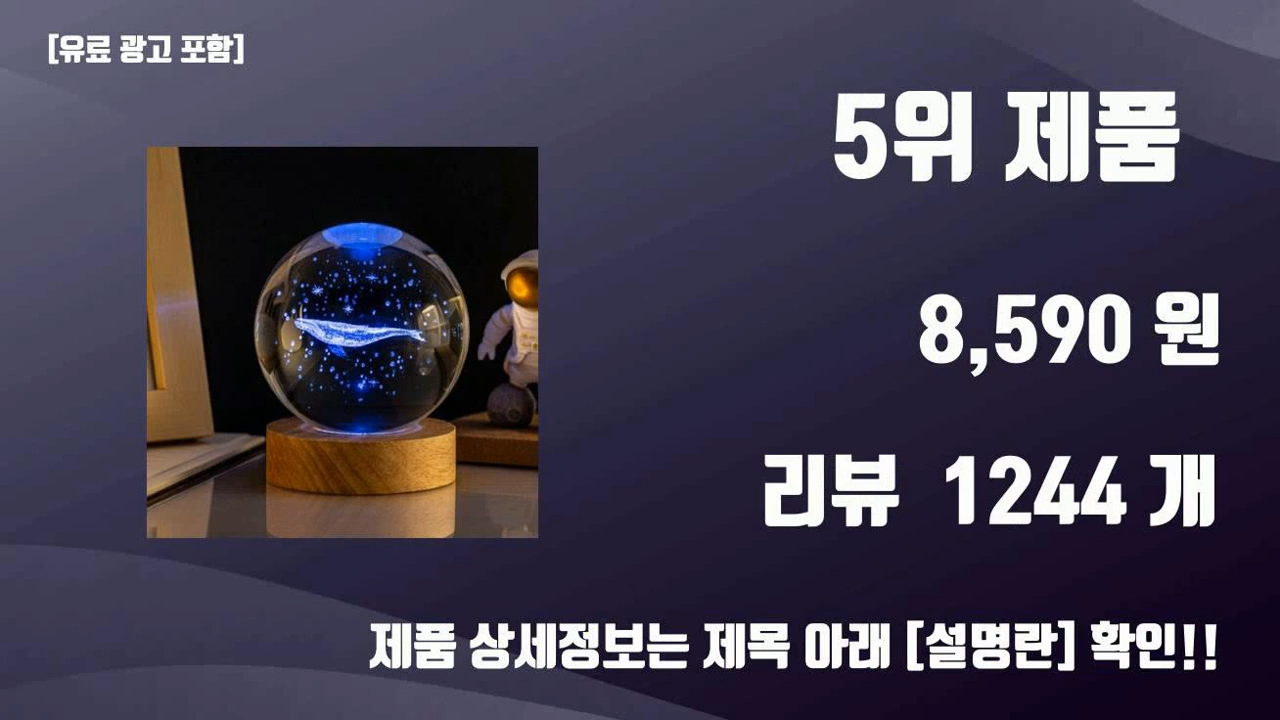 [유료 광고 포함]
5위 제품
8,590 원
리뷰 1244 개
제품 상세정보는 제목 아래 [설명란] 확인!!